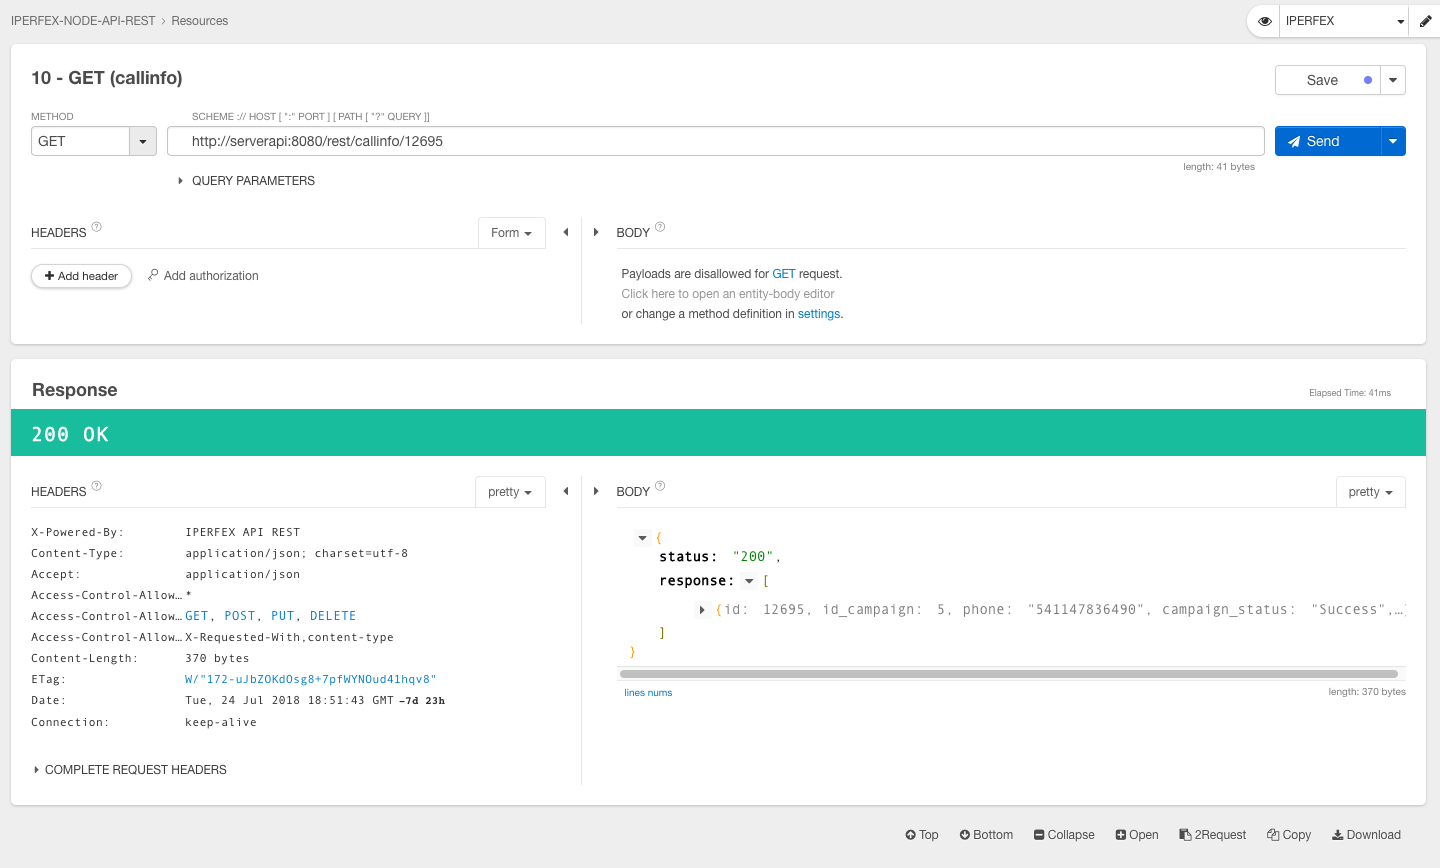 IPERFEX-NODE-API-REST › Resources
IPERFEX
10 - GET (callinfo)
Save
METHOD
SCHEME :// HOST [ ":" PORT ] [ PATH [ "?" QUERY ]]
GET
http://serverapi:8080/rest/callinfo/12695
Send
length: 41 bytes
QUERY PARAMETERS
HEADERS ?
Form
BODY ?
Add header
Add authorization
Payloads are disallowed for GET request.
Click here to open an entity-body editor
or change a method definition in settings.
Response
Elapsed Time: 41ms
200 OK
HEADERS ?
pretty
BODY ?
pretty
X-Powered-By: IPERFEX API REST
Content-Type: application/json; charset=utf-8
Accept: application/json
Access-Control-Allow… *
Access-Control-Allow… GET, POST, PUT, DELETE
Access-Control-Allow… X-Requested-With,content-type
Content-Length: 370 bytes
ETag: W/"172-uJbZOKdOsg8+7pfWYNOud41hqv8"
Date: Tue, 24 Jul 2018 18:51:43 GMT -7d 23h
Connection: keep-alive
COMPLETE REQUEST HEADERS
{
status: "200",
response: [
{id: 12695, id_campaign: 5, phone: "541147836490", campaign_status: "Success",…}
]
}
lines nums
length: 370 bytes
Top
Bottom
Collapse
Open
2Request
Copy
Download